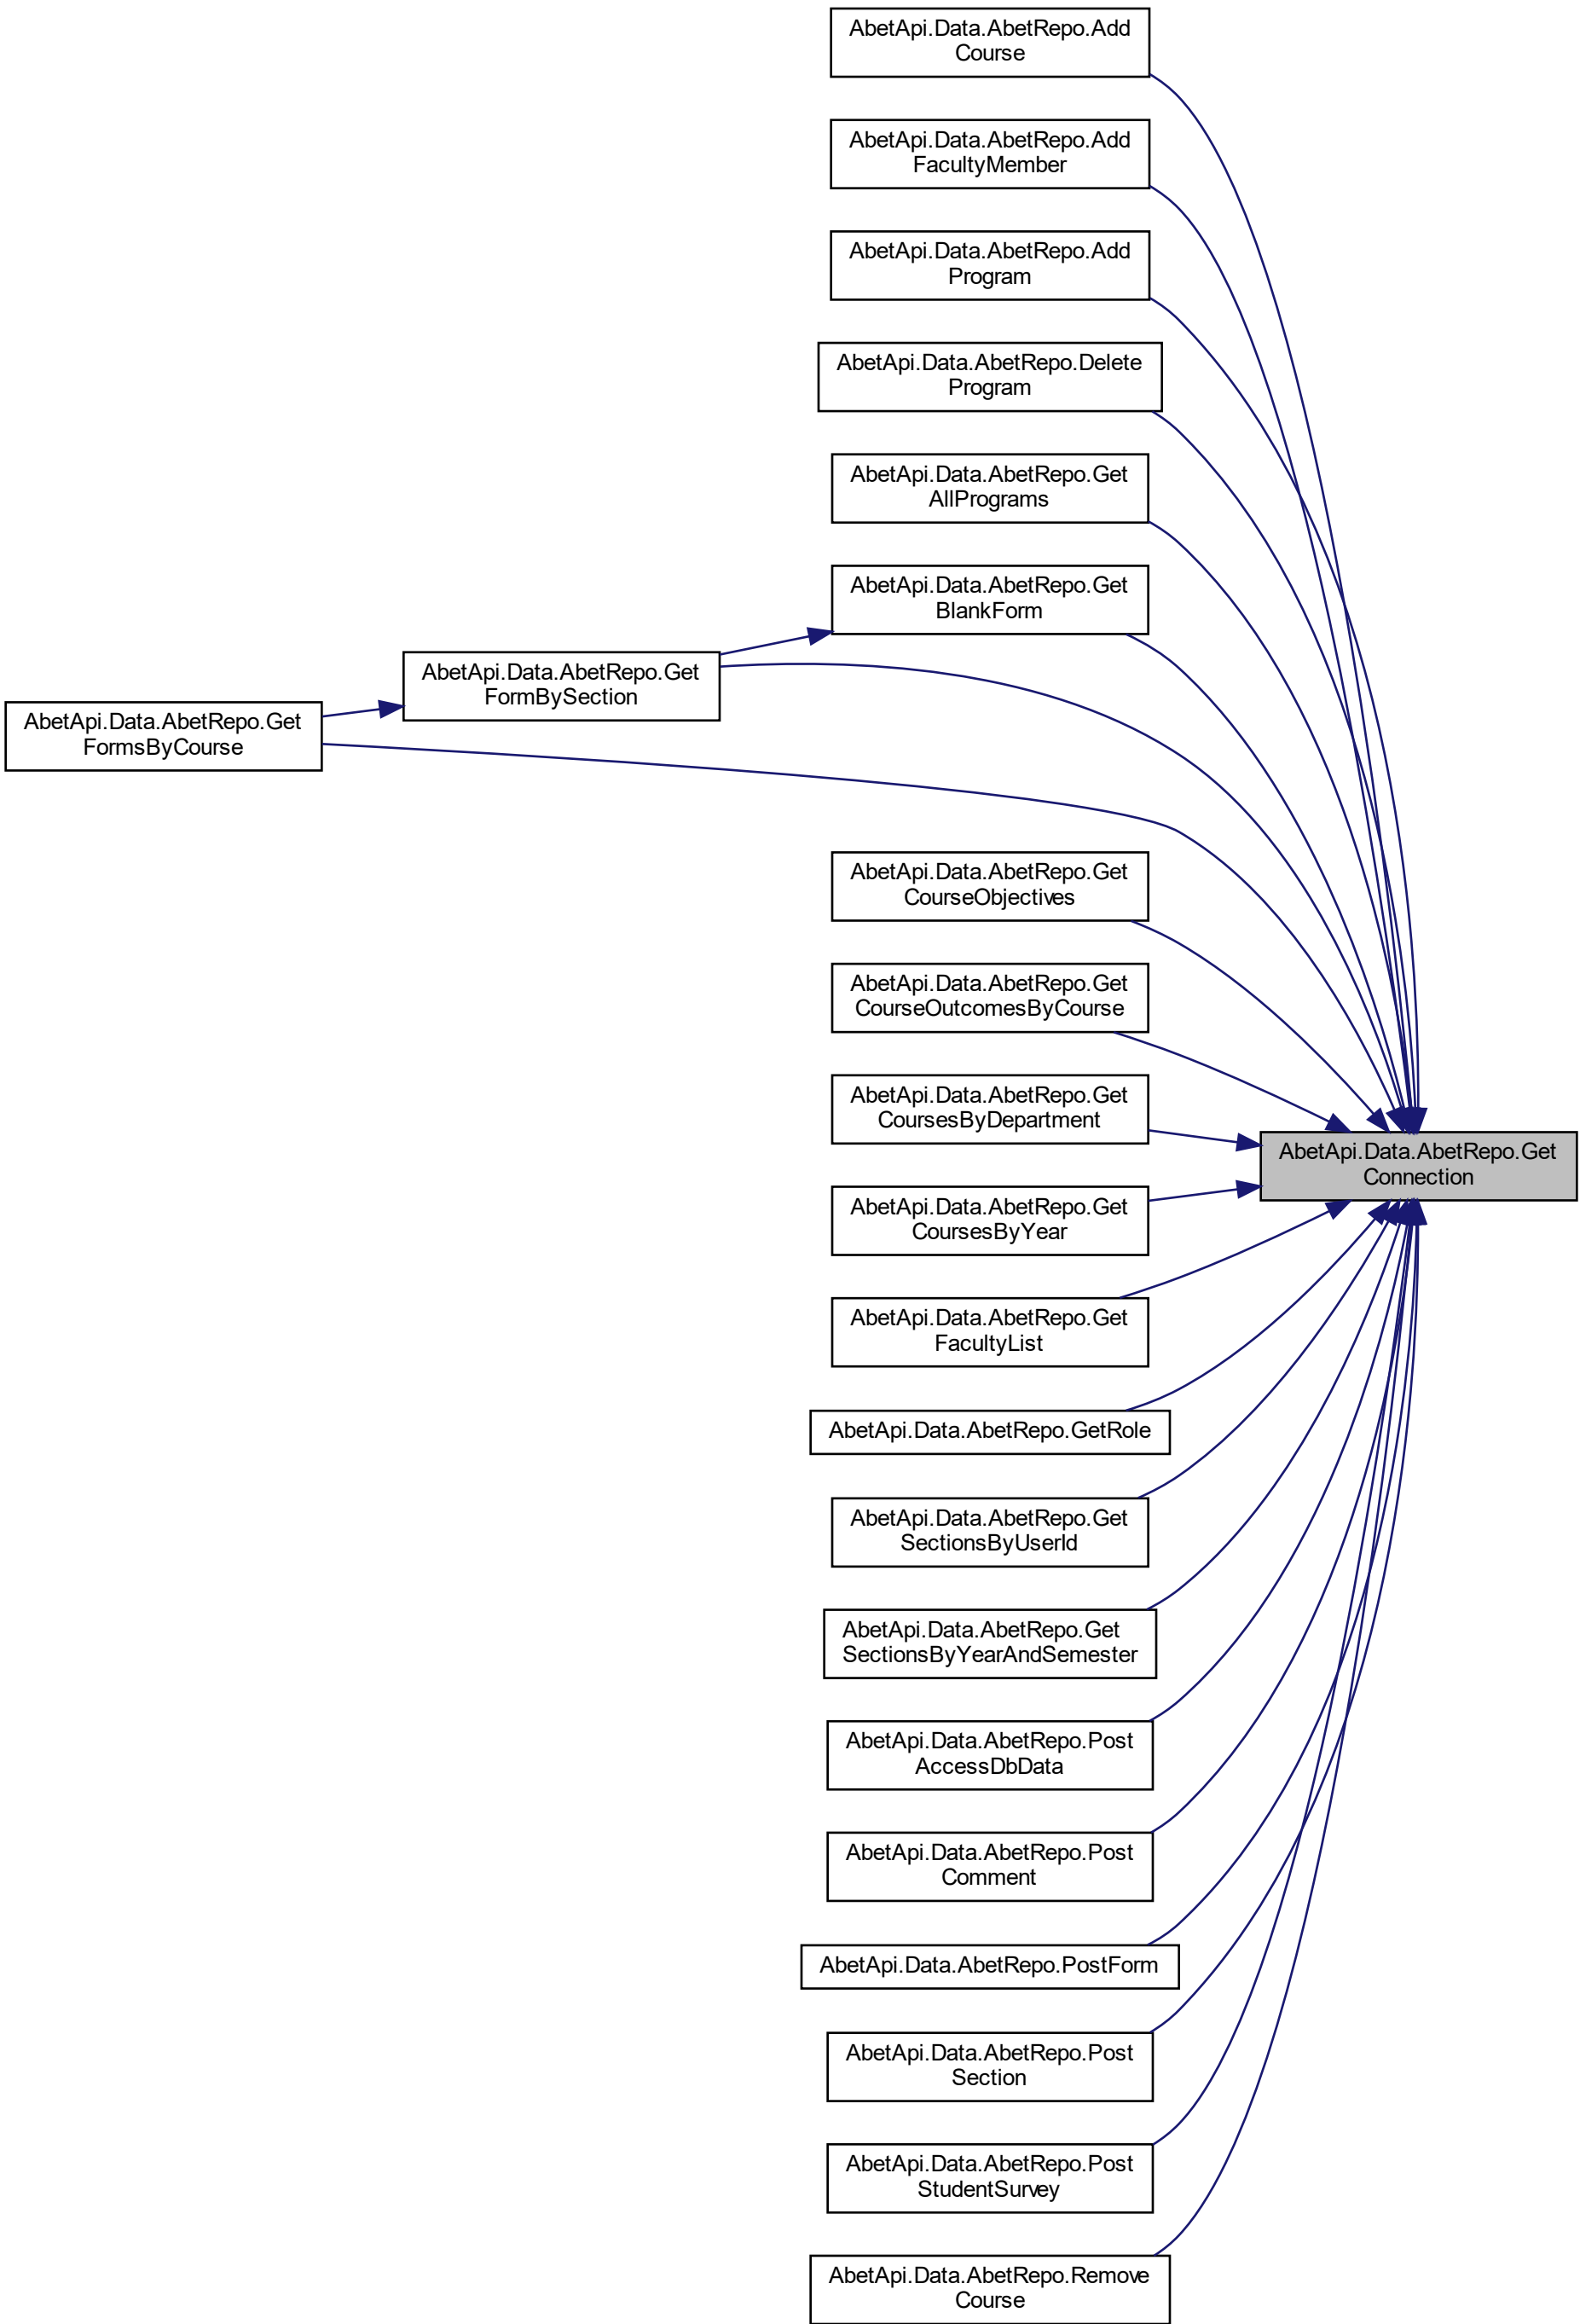 AbetApi.Data.AbetRepo.Add
Course
AbetApi.Data.AbetRepo.Add
FacultyMember
AbetApi.Data.AbetRepo.Add
Program
AbetApi.Data.AbetRepo.Delete
Program
AbetApi.Data.AbetRepo.Get
AllPrograms
AbetApi.Data.AbetRepo.Get
BlankForm
AbetApi.Data.AbetRepo.Get
FormBySection
AbetApi.Data.AbetRepo.Get
FormsByCourse
AbetApi.Data.AbetRepo.Get
CourseObjectives
AbetApi.Data.AbetRepo.Get
CourseOutcomesByCourse
AbetApi.Data.AbetRepo.Get
CoursesByDepartment
AbetApi.Data.AbetRepo.Get
Connection
AbetApi.Data.AbetRepo.Get
CoursesByYear
AbetApi.Data.AbetRepo.Get
FacultyList
AbetApi.Data.AbetRepo.GetRole
AbetApi.Data.AbetRepo.Get
SectionsByUserId
AbetApi.Data.AbetRepo.Get
SectionsByYearAndSemester
AbetApi.Data.AbetRepo.Post
AccessDbData
AbetApi.Data.AbetRepo.Post
Comment
AbetApi.Data.AbetRepo.PostForm
AbetApi.Data.AbetRepo.Post
Section
AbetApi.Data.AbetRepo.Post
StudentSurvey
AbetApi.Data.AbetRepo.Remove
Course